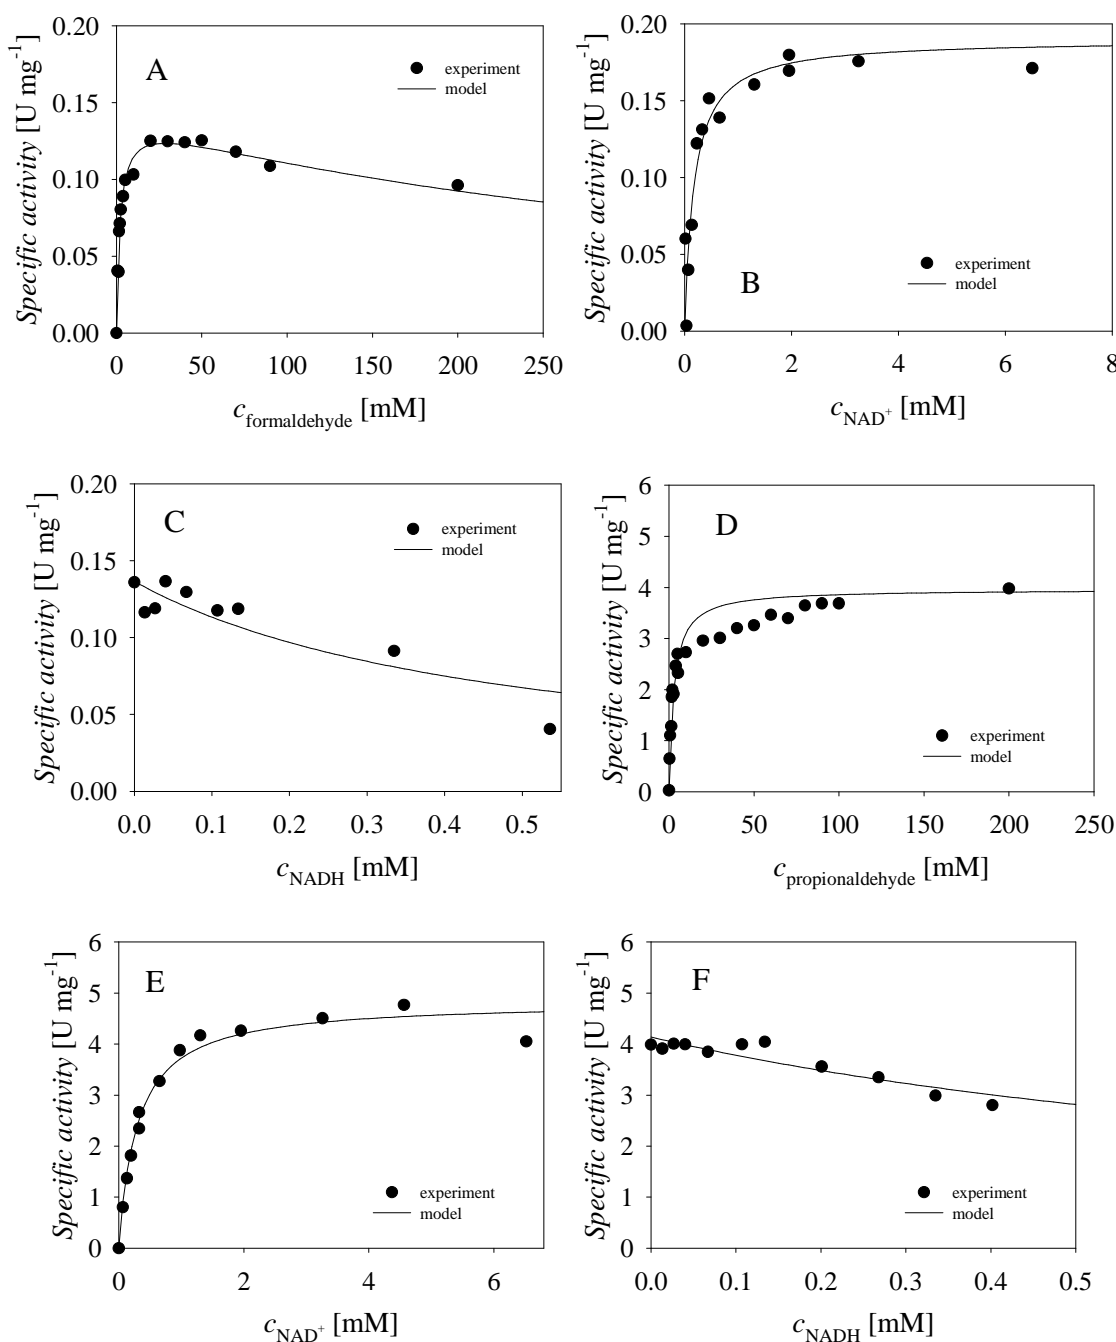 A
experiment
model
Specific activity [U mg⁻¹]
0.20
0.15
0.10
0.05
0.00
0 50 100 150 200 250
c_formaldehyde [mM]
B
experiment
model
Specific activity [U mg⁻¹]
0.20
0.15
0.10
0.05
0.00
0 2 4 6 8
c_NAD⁺ [mM]
C
experiment
model
Specific activity [U mg⁻¹]
0.20
0.15
0.10
0.05
0.00
0.0 0.1 0.2 0.3 0.4 0.5
c_NADH [mM]
D
experiment
model
Specific activity [U mg⁻¹]
6
5
4
3
2
1
0
0 50 100 150 200 250
c_propionaldehyde [mM]
E
experiment
model
Specific activity [U mg⁻¹]
6
5
4
3
2
1
0
0 2 4 6
c_NAD⁺ [mM]
F
experiment
model
Specific activity [U mg⁻¹]
6
5
4
3
2
1
0
0.0 0.1 0.2 0.3 0.4 0.5
c_NADH [mM]